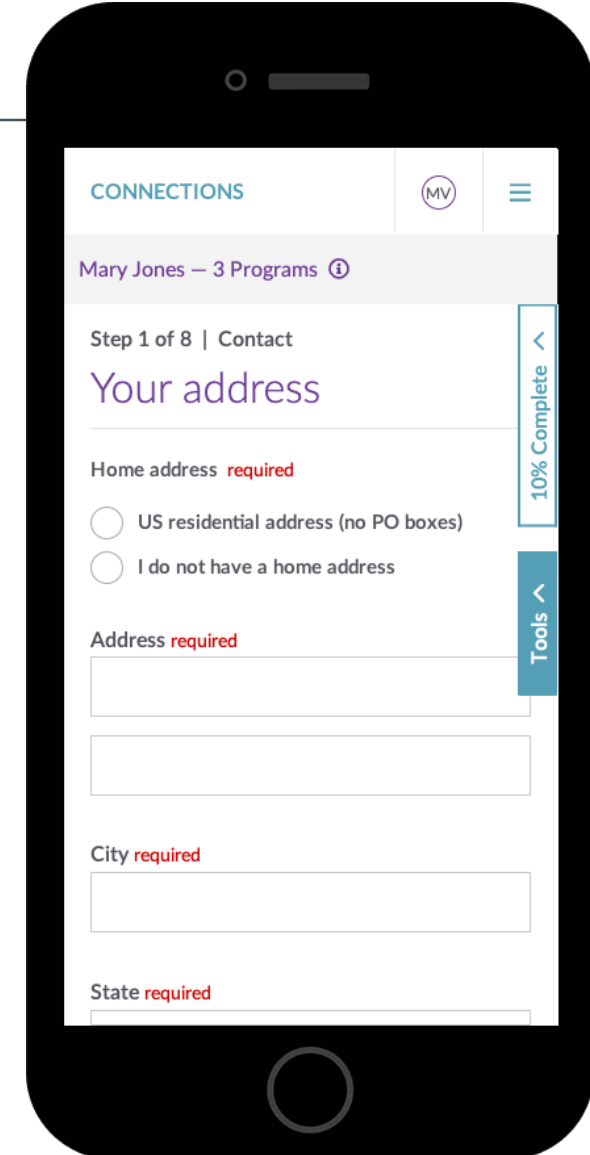 CONNECTIONS
MV
Mary Jones — 3 Programs
Step 1 of 8 | Contact
Your address
10% Complete
Home address required
US residential address (no PO boxes)
I do not have a home address
Tools
Address required
City required
State required